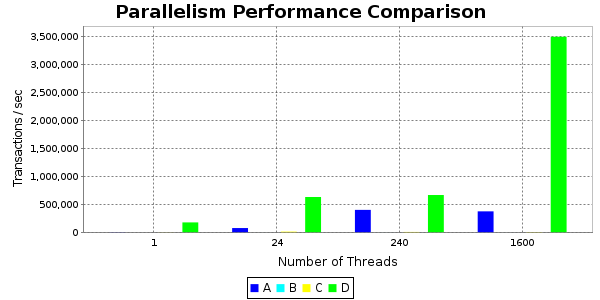 Parallelism Performance Comparison
Transactions / sec
3,500,000
3,000,000
2,500,000
2,000,000
1,500,000
1,000,000
500,000
0
1 24 240 1600
Number of Threads
A B C D